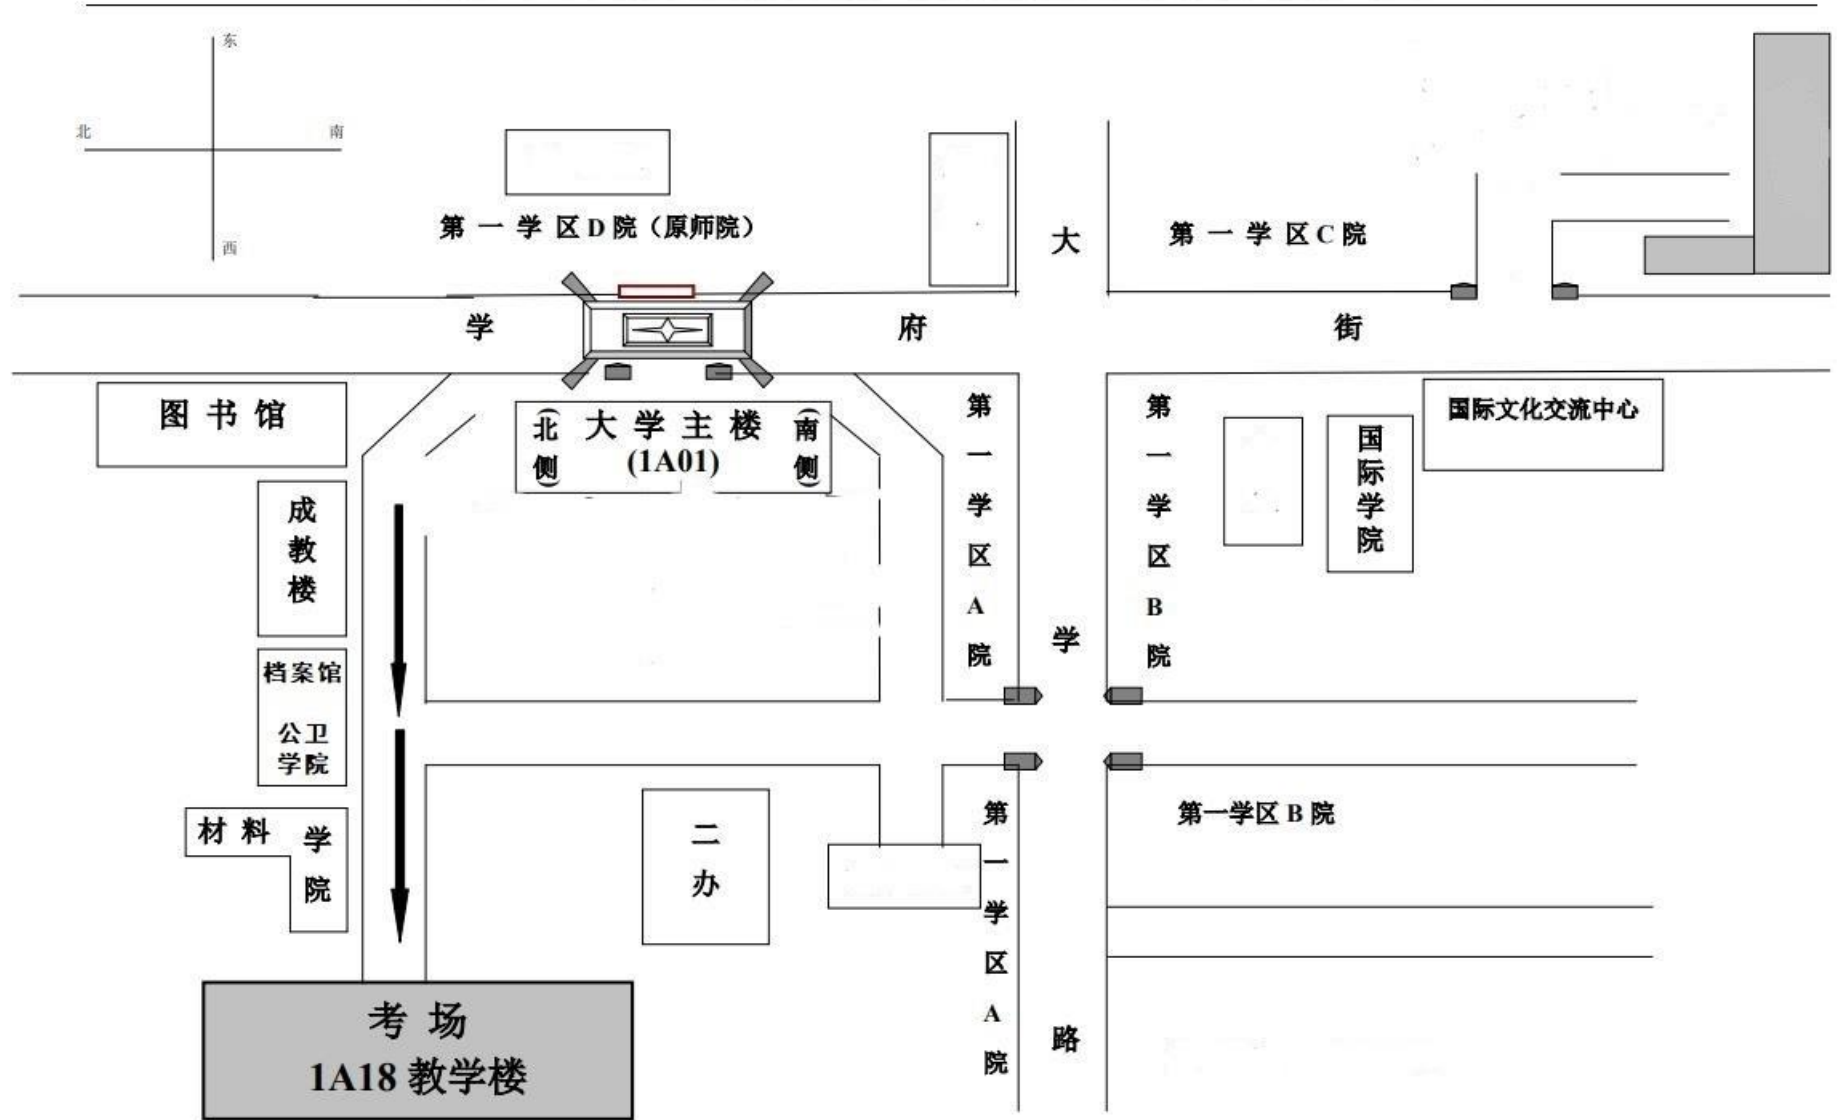 东
北
南
西
第 一 学 区 D 院（原师院）
大
第 一 学 区 C 院
学
府
街
图 书 馆
（北侧）
大 学 主 楼
(1A01)
（南侧）
第一学区A院
第一学区B院
国际学院
国际文化交流中心
成教楼
学
档案馆
公卫
学院
材 料 学院
二办
第一学区A院
第一学区 B 院
路
考 场
1A18 教学楼